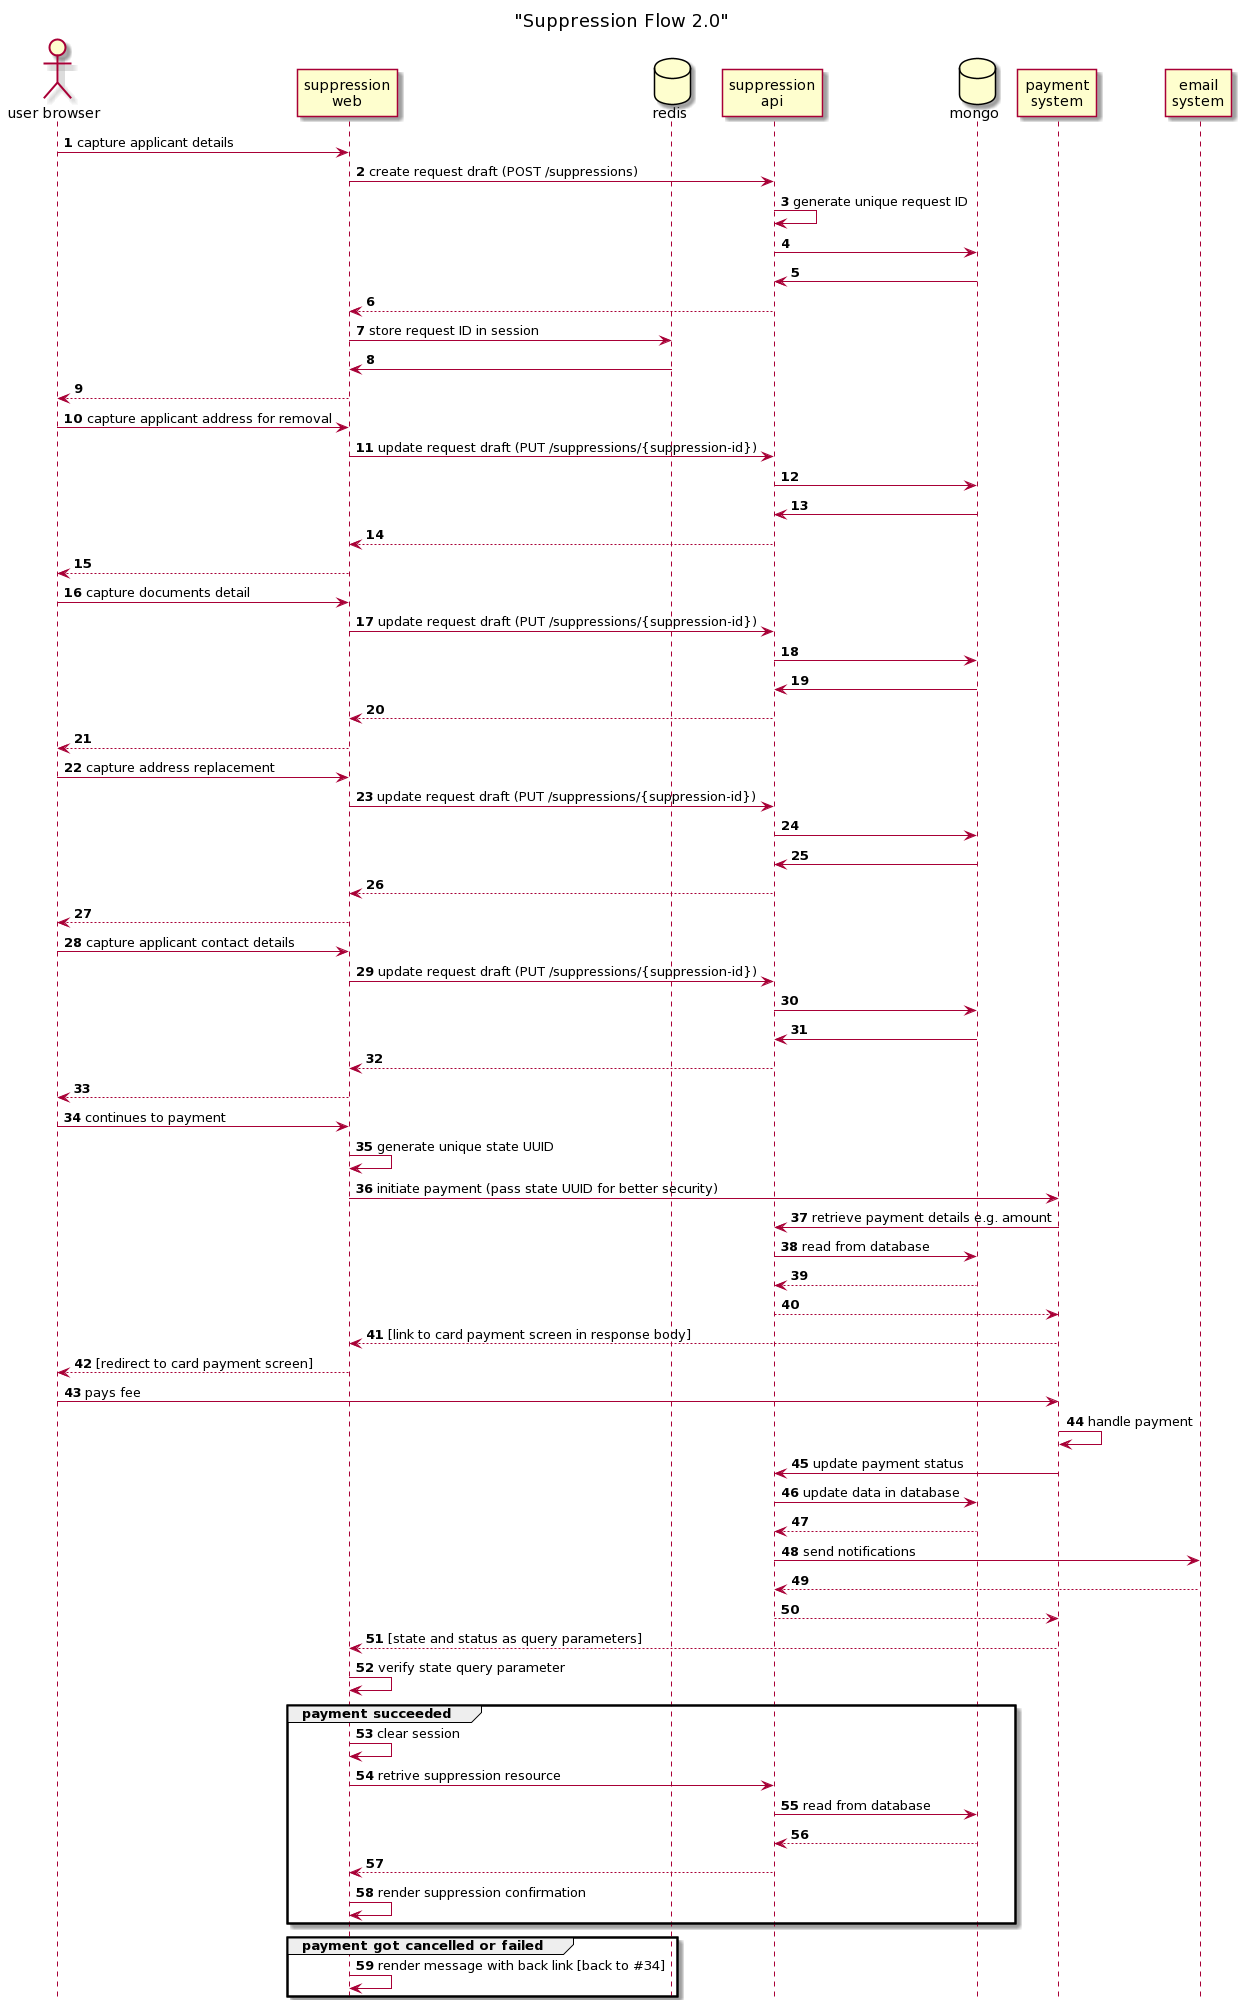 "Suppression Flow 2.0"
user browser
suppression
web
redis
suppression
api
mongo
payment
system
email
system
1 capture applicant details
2 create request draft (POST /suppressions)
3 generate unique request ID
4
5
6
7 store request ID in session
8
9
10 capture applicant address for removal
11 update request draft (PUT /suppressions/{suppression-id})
12
13
14
15
16 capture documents detail
17 update request draft (PUT /suppressions/{suppression-id})
18
19
20
21
22 capture address replacement
23 update request draft (PUT /suppressions/{suppression-id})
24
25
26
27
28 capture applicant contact details
29 update request draft (PUT /suppressions/{suppression-id})
30
31
32
33
34 continues to payment
35 generate unique state UUID
36 initiate payment (pass state UUID for better security)
37 retrieve payment details e.g. amount
38 read from database
39
40
41 [link to card payment screen in response body]
42 [redirect to card payment screen]
43 pays fee
44 handle payment
45 update payment status
46 update data in database
47
48 send notifications
49
50
51 [state and status as query parameters]
52 verify state query parameter
payment succeeded
53 clear session
54 retrive suppression resource
55 read from database
56
57
58 render suppression confirmation
payment got cancelled or failed
59 render message with back link [back to #34]